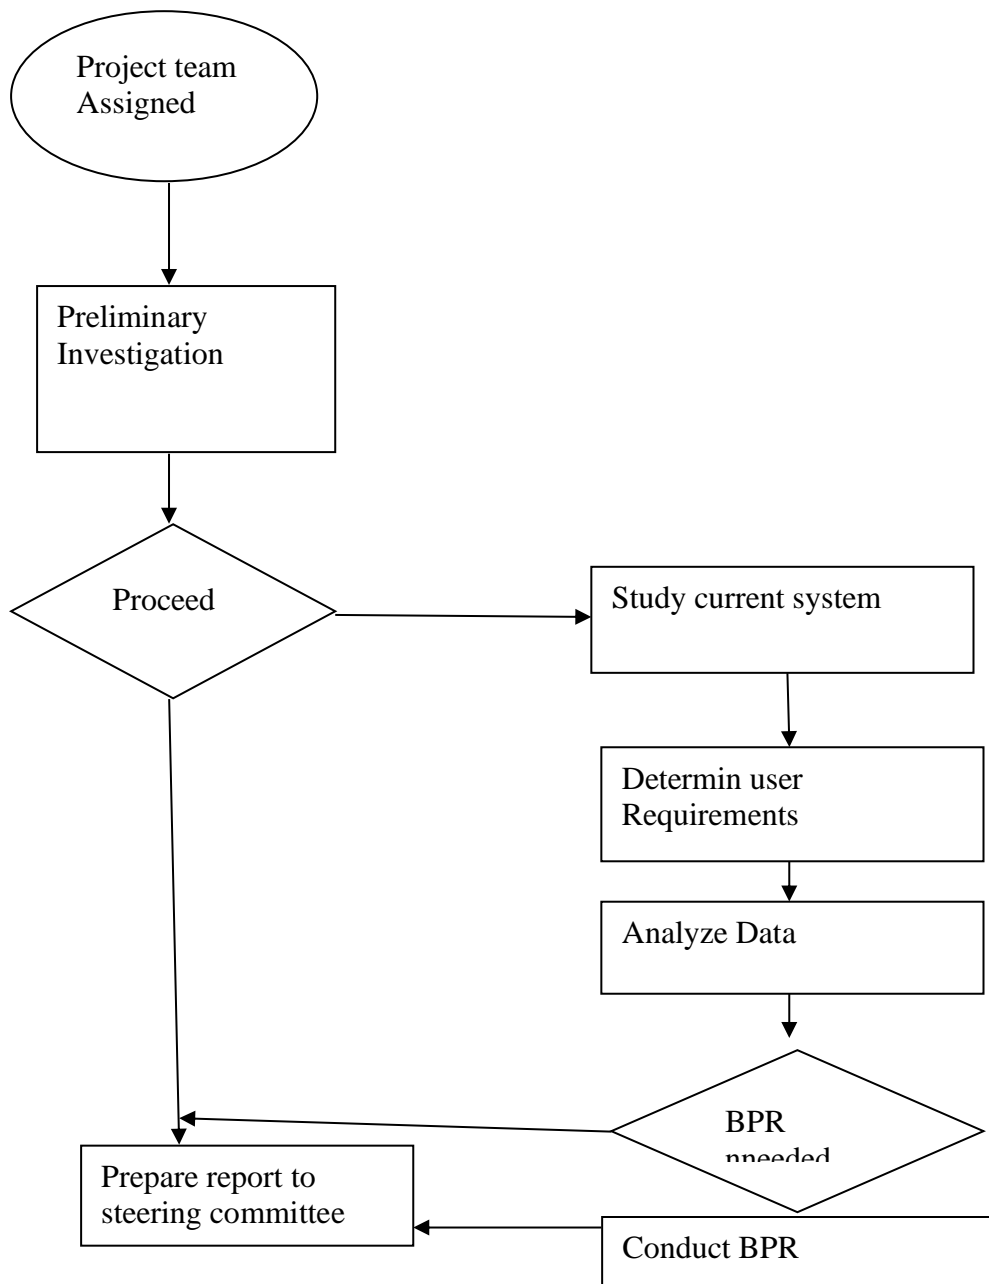 Project team
Assigned
Preliminary
Investigation
Proceed
Study current system
Determin user
Requirements
Analyze Data
BPR
nneeded
Prepare report to
steering committee
Conduct BPR